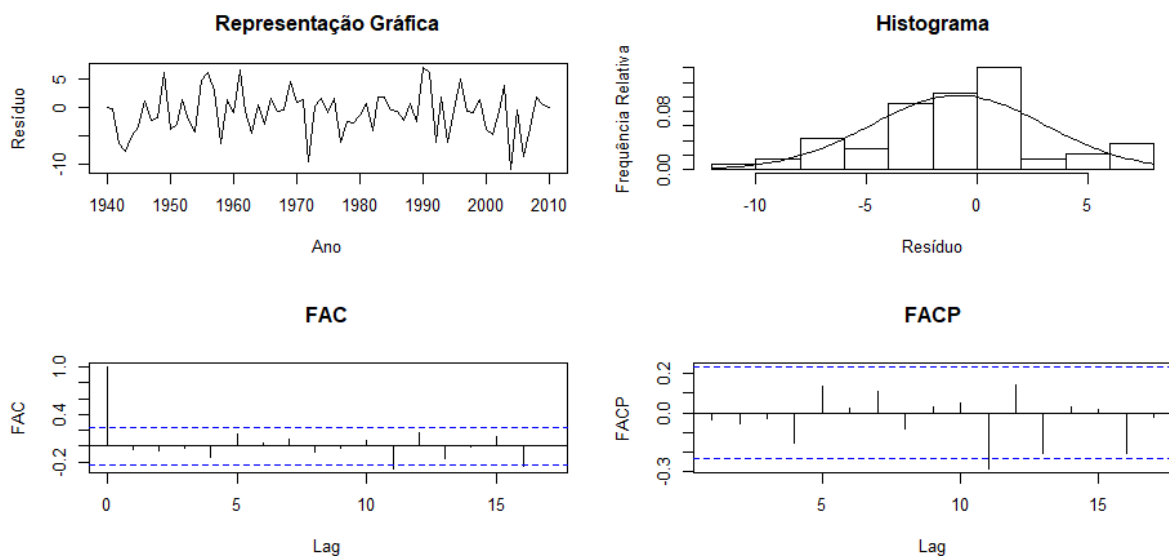 Representação Gráfica
Resíduo
5
0
-10
1940 1950 1960 1970 1980 1990 2000 2010
Ano
Histograma
Frequência Relativa
0.08
0.00
-10 -5 0 5
Resíduo
FAC
FAC
1.0
0.4
-0.2
0 5 10 15
Lag
FACP
FACP
0.2
0.0
-0.3
5 10 15
Lag